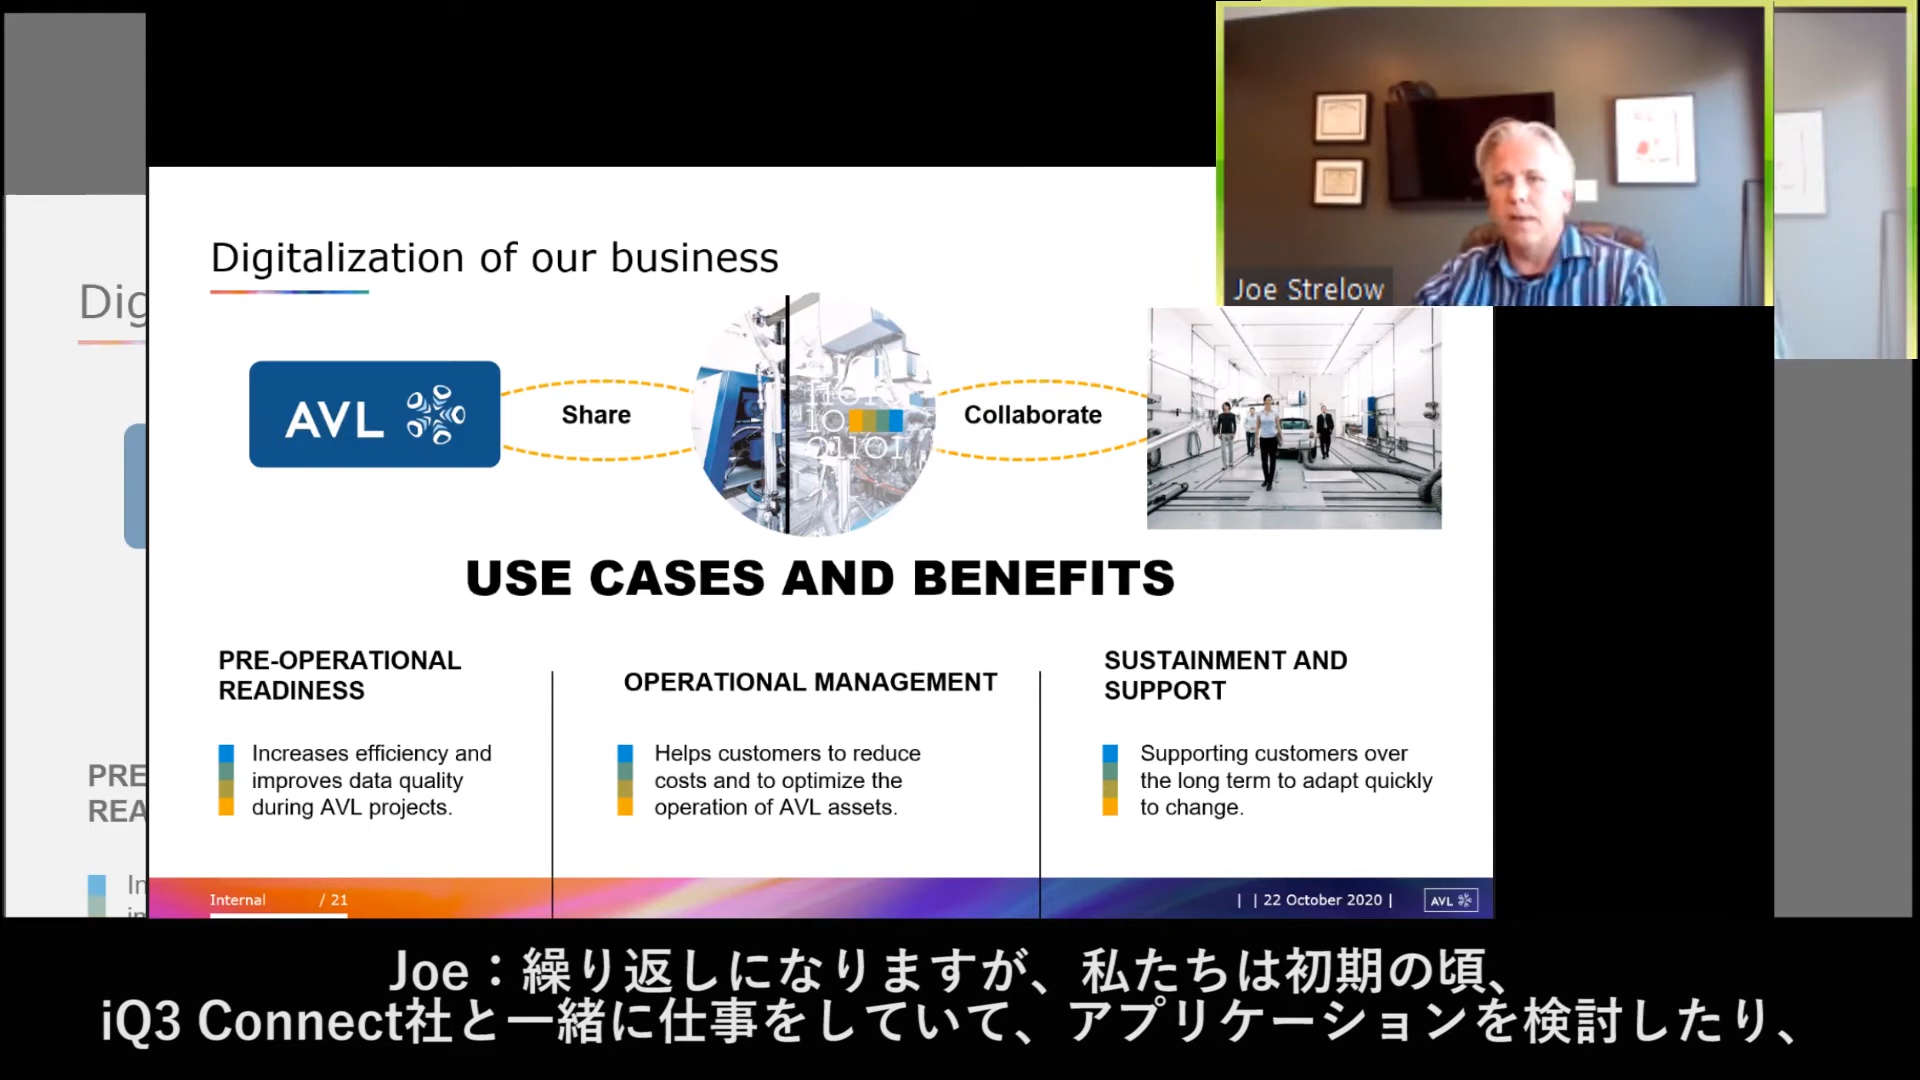 Joe Strelow
Digitalization of our business
Dig
AVL
Share
Collaborate
USE CASES AND BENEFITS
PRE-OPERATIONAL
READINESS
OPERATIONAL MANAGEMENT
SUSTAINMENT AND
SUPPORT
Increases efficiency and
improves data quality
during AVL projects.
Helps customers to reduce
costs and to optimize the
operation of AVL assets.
Supporting customers over
the long term to adapt quickly
to change.
PRE
REA
In
Internal / 21
| | 22 October 2020 |
AVL
Joe：繰り返しになりますが、私たちは初期の頃、
iQ3 Connect社と一緒に仕事をしていて、アプリケーションを検討したり、